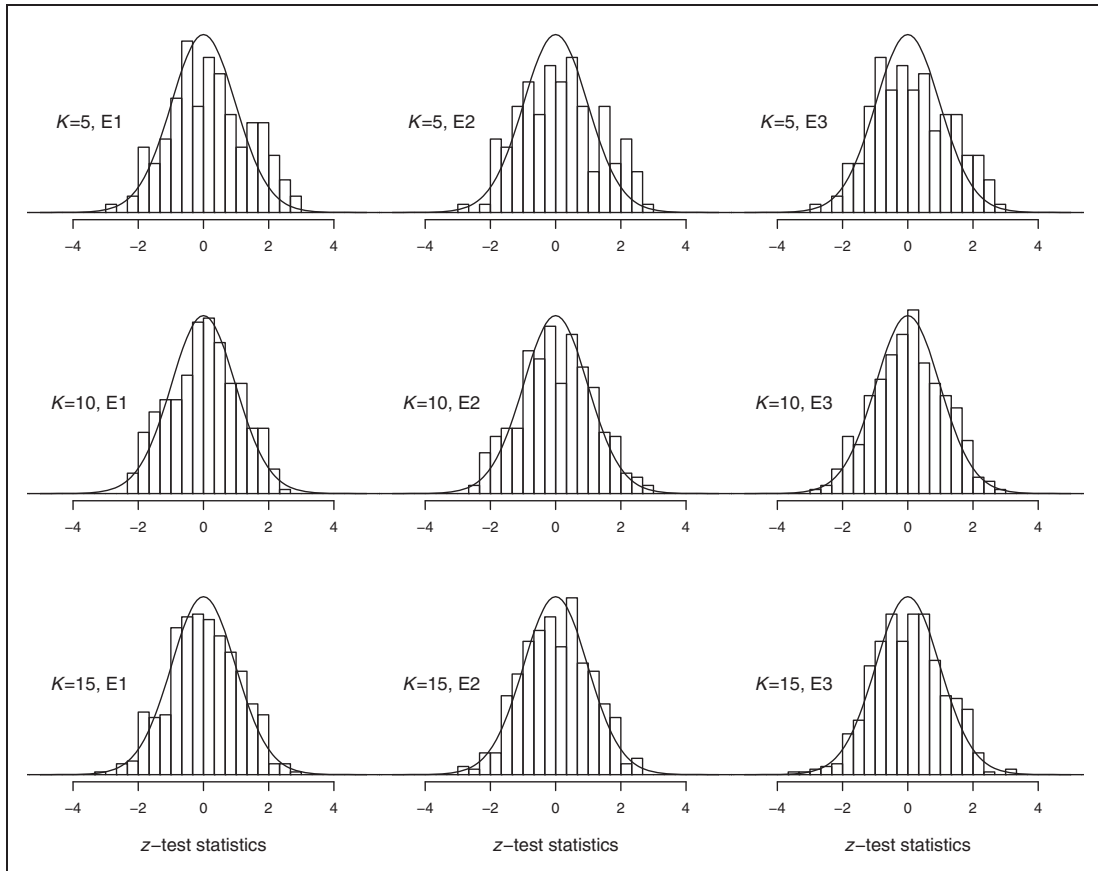 K=5, E1 K=5, E2 K=5, E3
−4 −2 0 2 4 −4 −2 0 2 4 −4 −2 0 2 4
K=10, E1 K=10, E2 K=10, E3
−4 −2 0 2 4 −4 −2 0 2 4 −4 −2 0 2 4
K=15, E1 K=15, E2 K=15, E3
−4 −2 0 2 4 −4 −2 0 2 4 −4 −2 0 2 4
z−test statistics z−test statistics z−test statistics